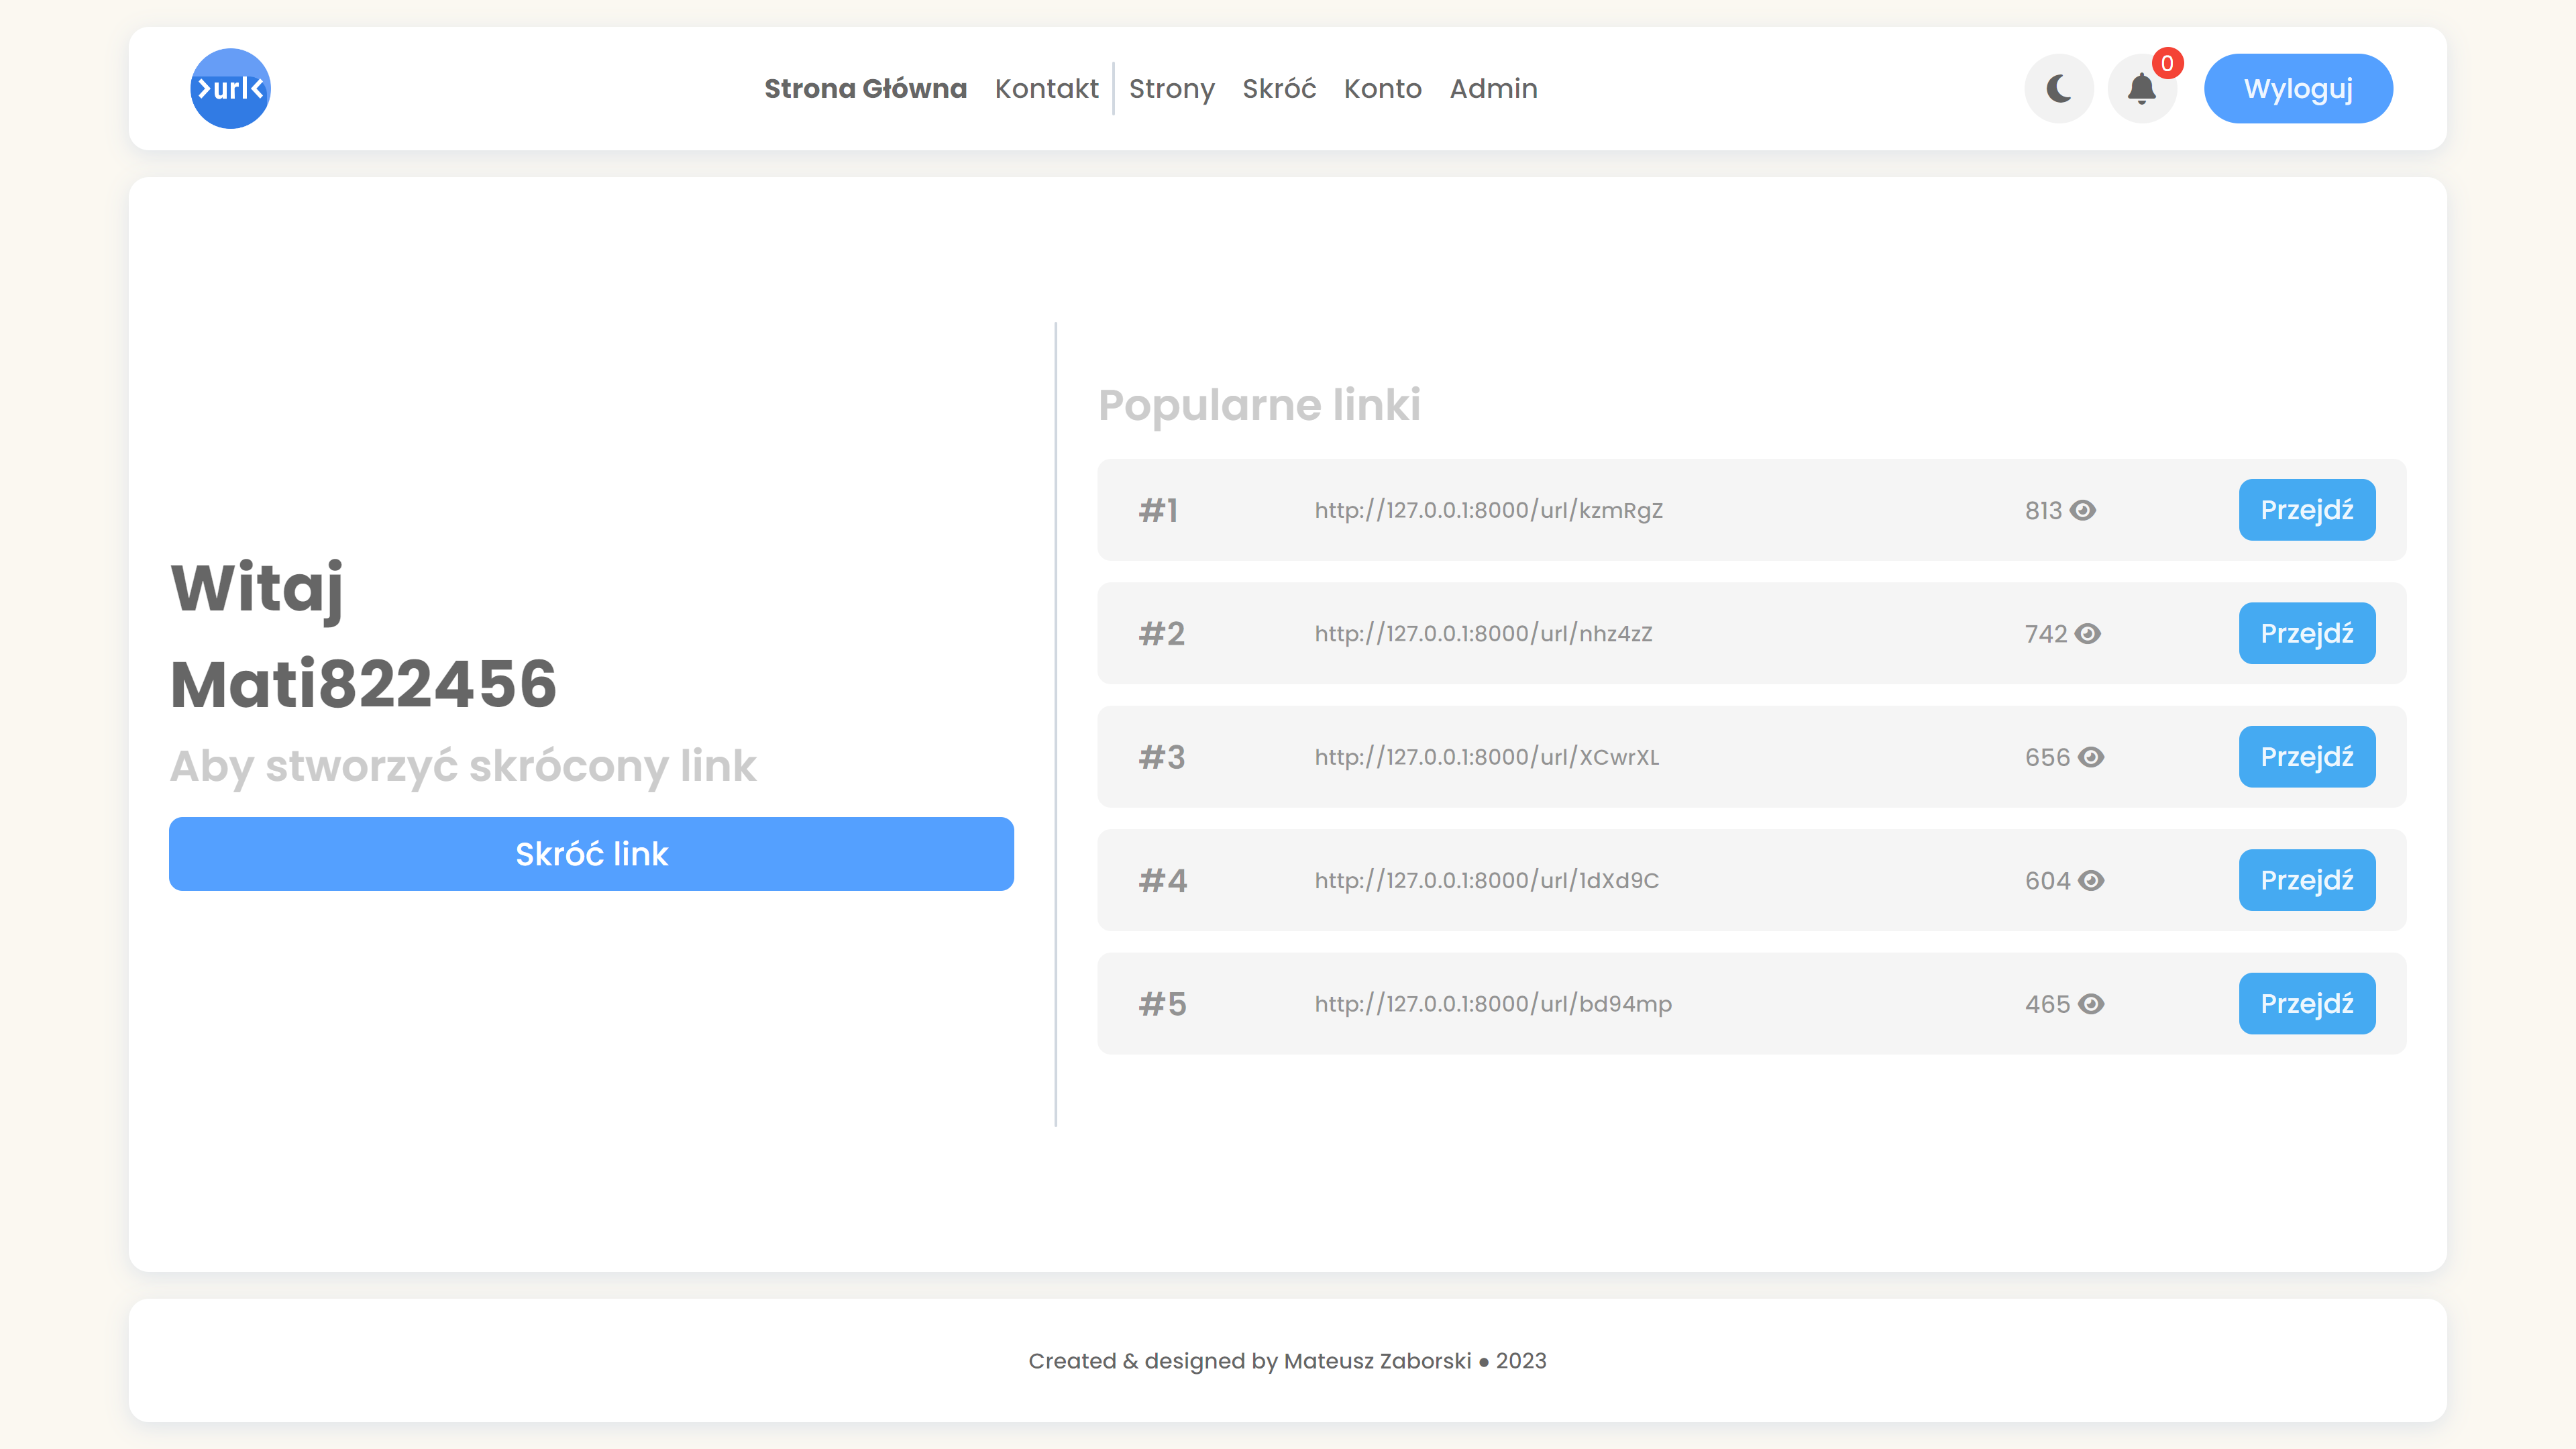 >url<
Strona Główna Kontakt Strony Skróć Konto Admin
0
Wyloguj
Witaj
Mati822456
Aby stworzyć skrócony link
Skróć link
Popularne linki
#1 http://127.0.0.1:8000/url/kzmRgZ 813 Przejdź
#2 http://127.0.0.1:8000/url/nhz4zZ 742 Przejdź
#3 http://127.0.0.1:8000/url/XCwrXL 656 Przejdź
#4 http://127.0.0.1:8000/url/1dXd9C 604 Przejdź
#5 http://127.0.0.1:8000/url/bd94mp 465 Przejdź
Created & designed by Mateusz Zaborski ● 2023